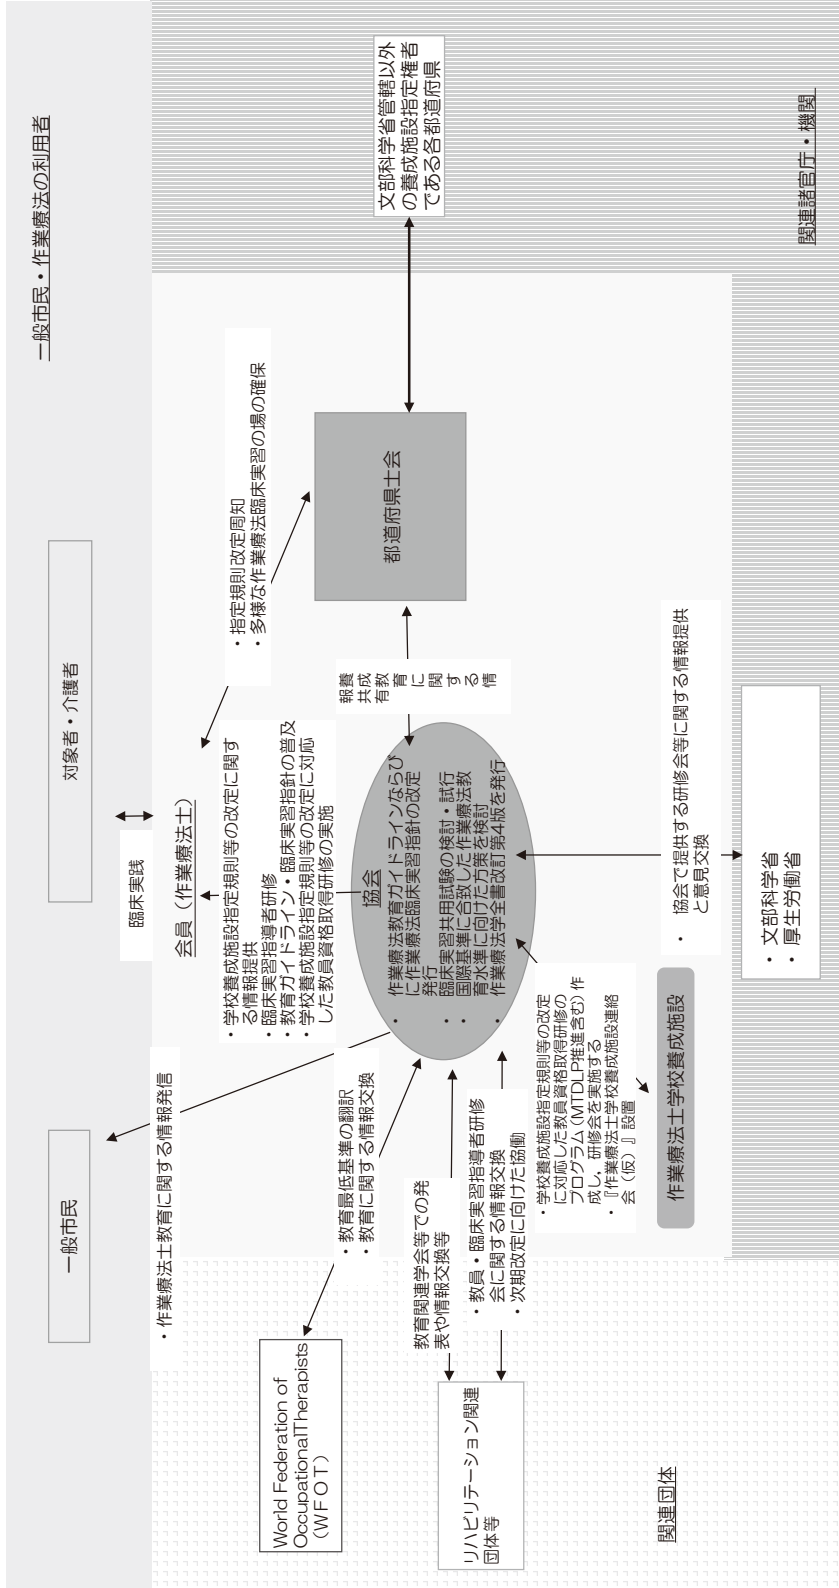 一般市民・作業療法の利用者
一般市民
対象者・介護者
・作業療法士教育に関する情報発信
臨床実践
会員（作業療法士）
・学校養成施設指定規則等の改定に関す
る情報提供
・臨床実習指導者研修
・教育ガイドライン・臨床実習指針の普及
・学校養成施設指定規則等の改定に対応
した教員資格取得研修の実施
・指定規則改定周知
・多様な作業療法臨床実習の場の確保
World Federation of
OccupationalTherapists
（ＷＦＯＴ）
・教育最低基準の翻訳
・教育に関する情報交換
協会
・作業療法教育ガイドラインならび
に作業療法臨床実習指針の改定
発行
・臨床実習共用試験の検討・試行
・国際基準に合致した作業療法教
育水準に向けた方策を検討
・作業療法学全書改訂第4版を発行
養成教育に関する情
報共有
都道府県士会
文部科学省管轄以外
の養成施設指定権者
である各都道府県
教育関連学会等での発
表や情報交換等
・教員・臨床実習指導者研修
会に関する情報交換
・次期改定に向けた協働
リハビリテーション関連
団体等
・学校養成施設指定規則等の改定
に対応した教員資格取得研修の
プログラム（MTDLP推進含む）作
成し，研修会を実施する
・『作業療法士学校養成施設連絡
会（仮）』設置
作業療法士学校養成施設
・協会で提供する研修会等に関する情報提供
と意見交換
・文部科学省
・厚生労働省
関連団体
関連諸官庁・機関